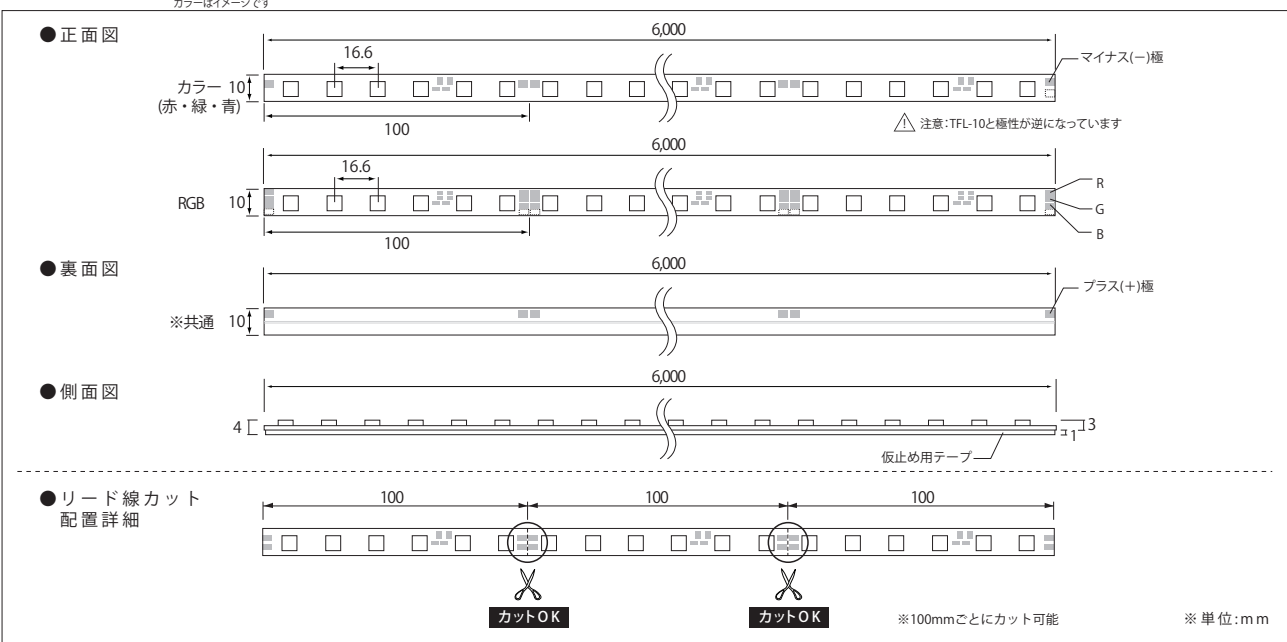 カラーはイメージです
●正面図
6,000
16.6
マイナス(−)極
カラー 10
(赤・緑・青)
100
注意:TFL-10と極性が逆になっています
6,000
16.6
RGB 10
R
G
B
100
●裏面図
6,000
プラス(+)極
※共通 10
●側面図
6,000
4
3
1
仮止め用テープ
●リード線カット
配置詳細
100 100 100
カットOK カットOK
※100mmごとにカット可能
※単位:mm